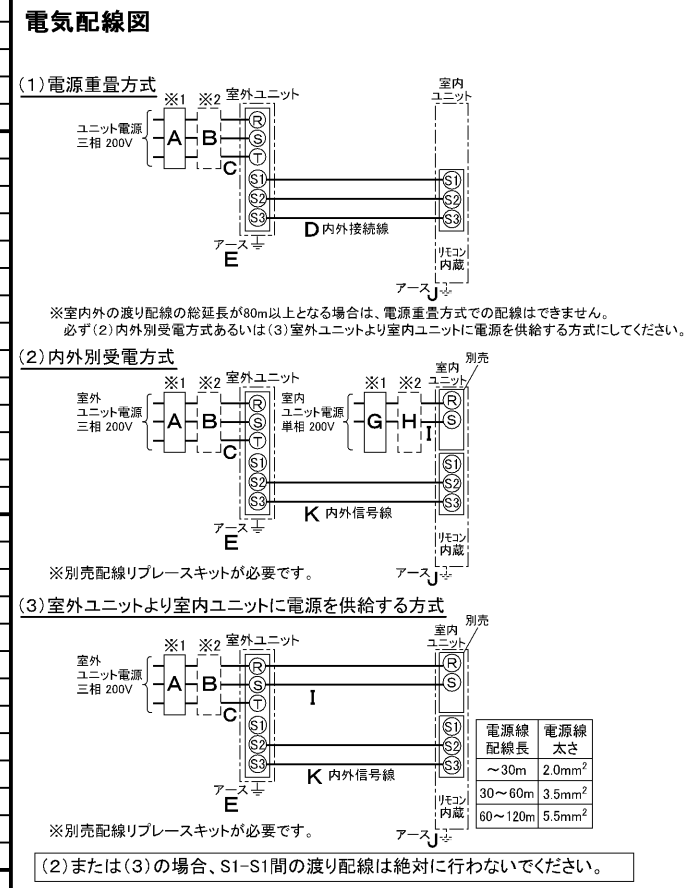 電気配線図
(1)電源重畳方式
※1 ※2 室外ユニット
室内
ユニット
ユニット電源
三相 200V
A B C
R
S
T
S1
S2
S3
S1
S2
S3
D 内外接続線
アース
E
リモコン
内蔵
アース J
※室内外の渡り配線の総延長が80m以上となる場合は、電源重畳方式での配線はできません。
必ず(2)内外別受電方式あるいは(3)室外ユニットより室内ユニットに電源を供給する方式にしてください。
(2)内外別受電方式
※1 ※2 室外ユニット
室外
ユニット電源
三相 200V
A B C
R
S
T
S1
S2
S3
※1 ※2
室内
ユニット電源
単相 200V
G H I
室内
ユニット
別売
R
S
S1
S2
S3
K 内外信号線
アース
E
リモコン
内蔵
アース J
※別売配線リプレースキットが必要です。
(3)室外ユニットより室内ユニットに電源を供給する方式
※1 ※2 室外ユニット
室外
ユニット電源
三相 200V
A B C
R
S
T
S1
S2
S3
I
室内
ユニット
別売
R
S
S1
S2
S3
K 内外信号線
アース
E
リモコン
内蔵
アース J
電源線配線長 電源線太さ
～30m 2.0mm²
30～60m 3.5mm²
60～120m 5.5mm²
※別売配線リプレースキットが必要です。
(2)または(3)の場合、S1-S1間の渡り配線は絶対に行わないでください。